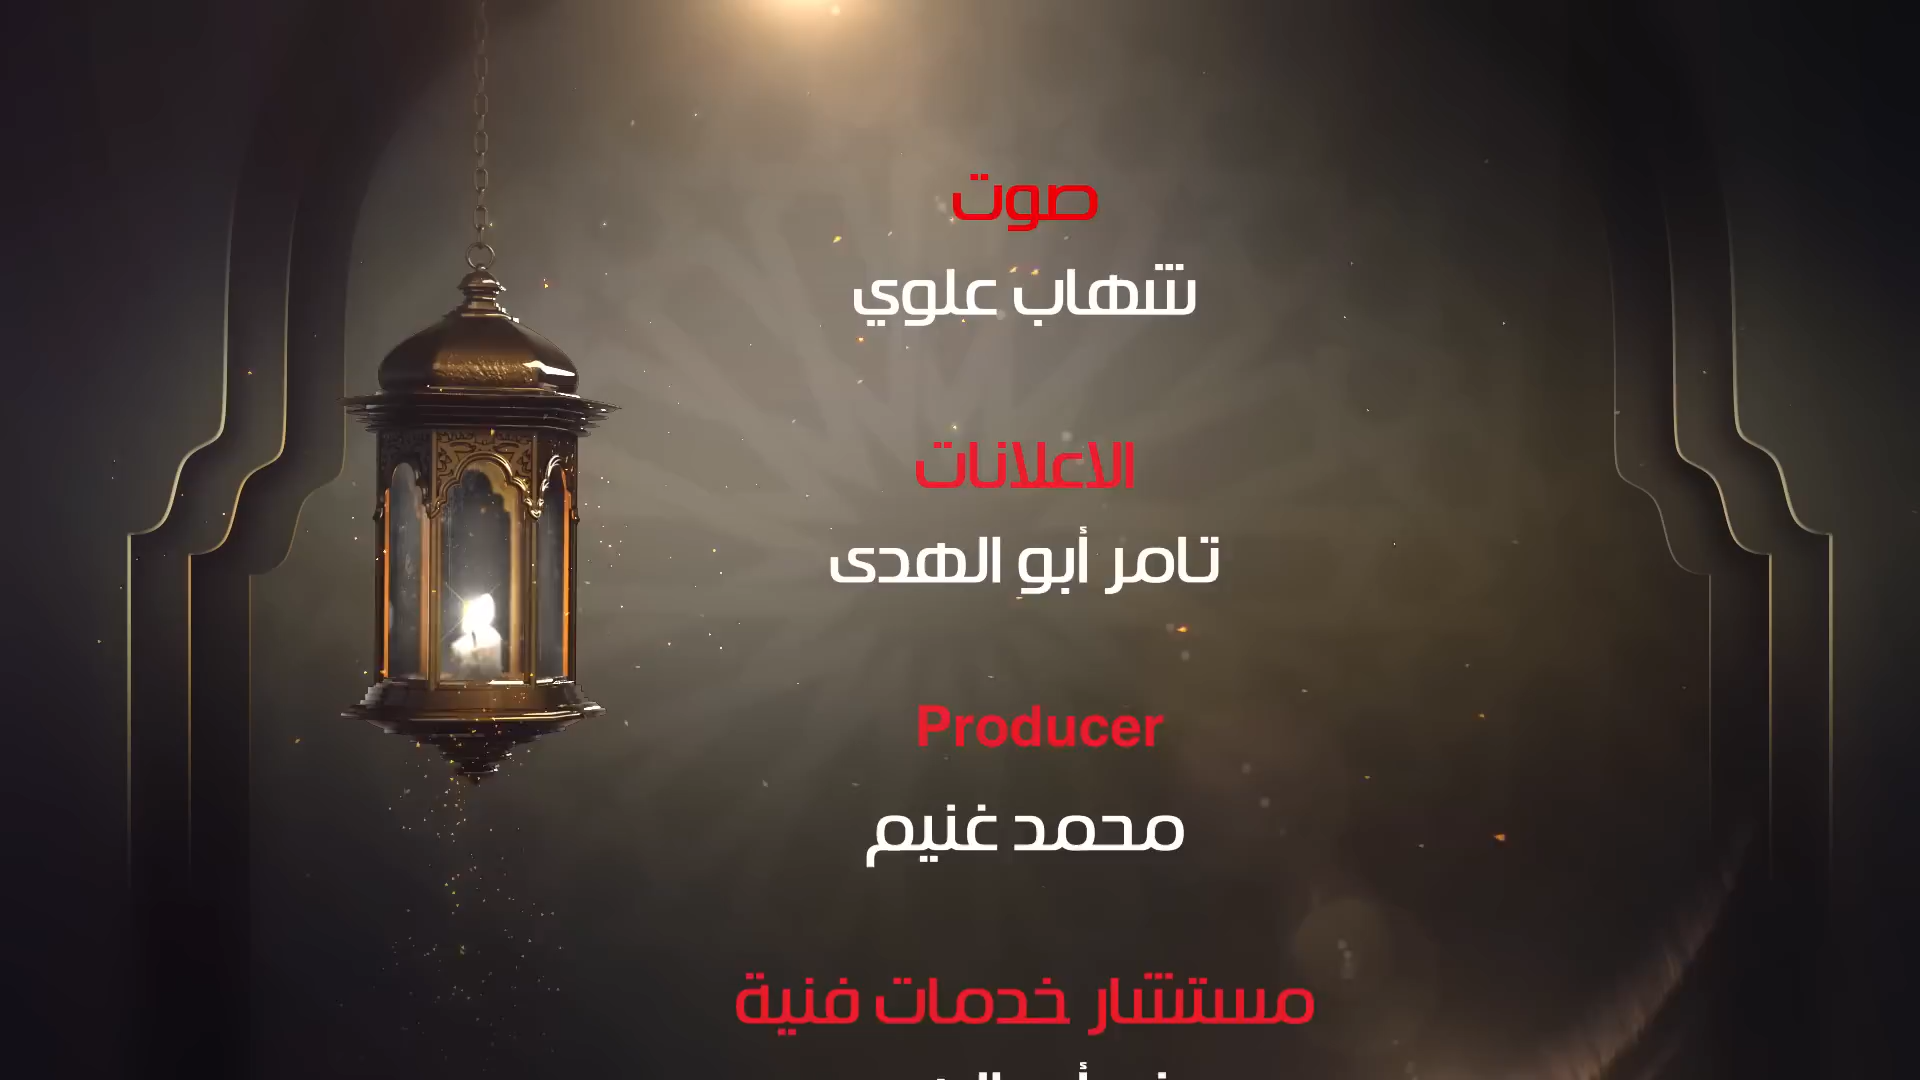 صوت
شهاب علوي
الاعلانات
تامر أبو الهدى
Producer
محمد غنيم
مستشار خدمات فنية